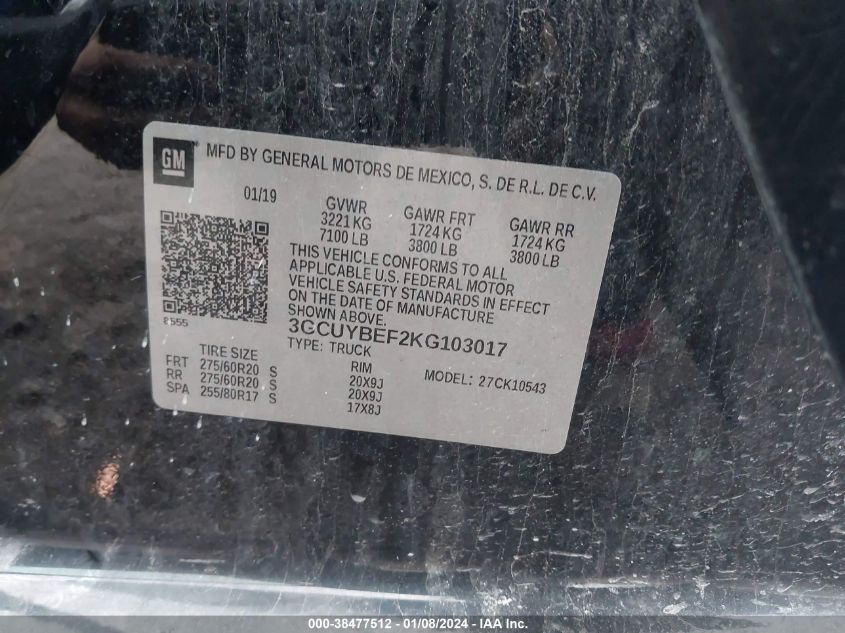 GM
MFD BY GENERAL MOTORS DE MEXICO, S. DE R.L. DE C.V.
01/19
GVWR GAWR FRT GAWR RR
3221 KG 1724 KG 1724 KG
7100 LB 3800 LB 3800 LB
THIS VEHICLE CONFORMS TO ALL
APPLICABLE U.S. FEDERAL MOTOR
VEHICLE SAFETY STANDARDS IN EFFECT
ON THE DATE OF MANUFACTURE
SHOWN ABOVE.
2555
3GCUYBEF2KG103017
TYPE: TRUCK
MODEL: 27CK10543
TIRE SIZE RIM
FRT 275/60R20 S 20X9J
RR 275/60R20 S 20X9J
SPA 255/80R17 S 17X8J
000-38477512 - 01/08/2024 - IAAI.COM